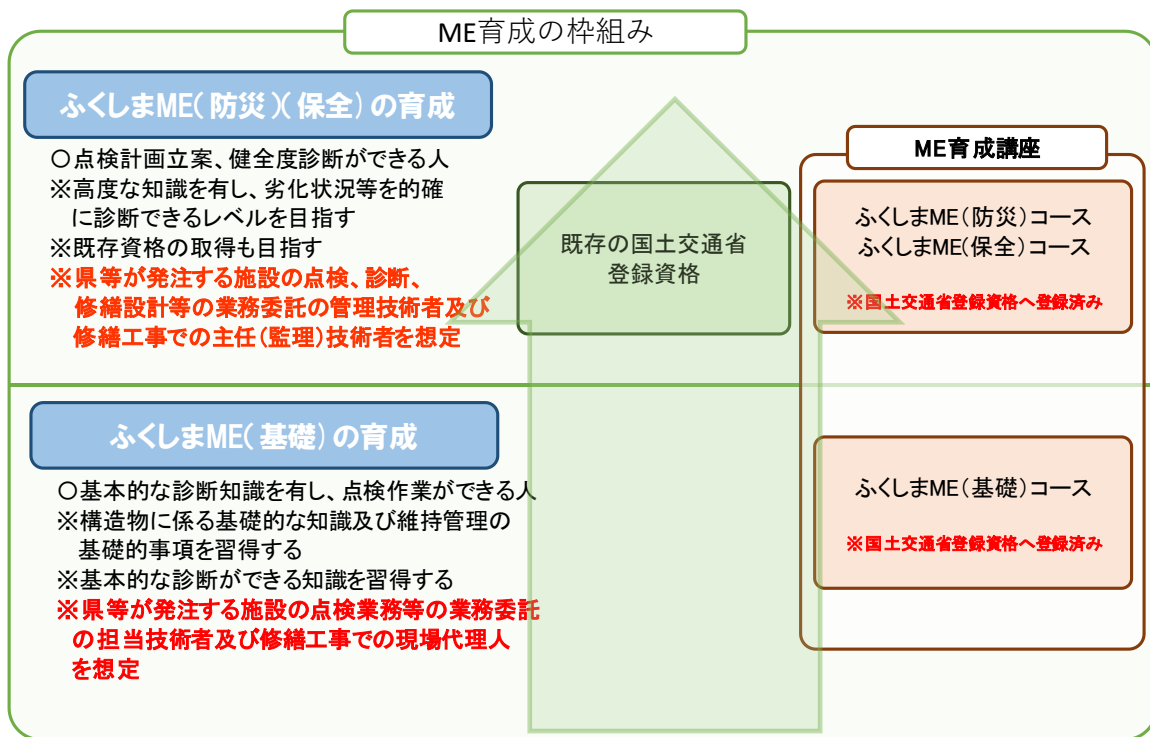 ME育成の枠組み
ふくしまME(防災)(保全)の育成
〇点検計画立案、健全度診断ができる人
※高度な知識を有し、劣化状況等を的確
に診断できるレベルを目指す
※既存資格の取得も目指す
※県等が発注する施設の点検、診断、
修繕設計等の業務委託の管理技術者及び
修繕工事での主任(監理)技術者を想定
既存の国土交通省
登録資格
ME育成講座
ふくしまME(防災)コース
ふくしまME(保全)コース
※国土交通省登録資格へ登録済み
ふくしまME(基礎)の育成
〇基本的な診断知識を有し、点検作業ができる人
※構造物に係る基礎的な知識及び維持管理の
基礎的事項を習得する
※基本的な診断ができる知識を習得する
※県等が発注する施設の点検業務等の業務委託
の担当技術者及び修繕工事での現場代理人
を想定
ふくしまME(基礎)コース
※国土交通省登録資格へ登録済み